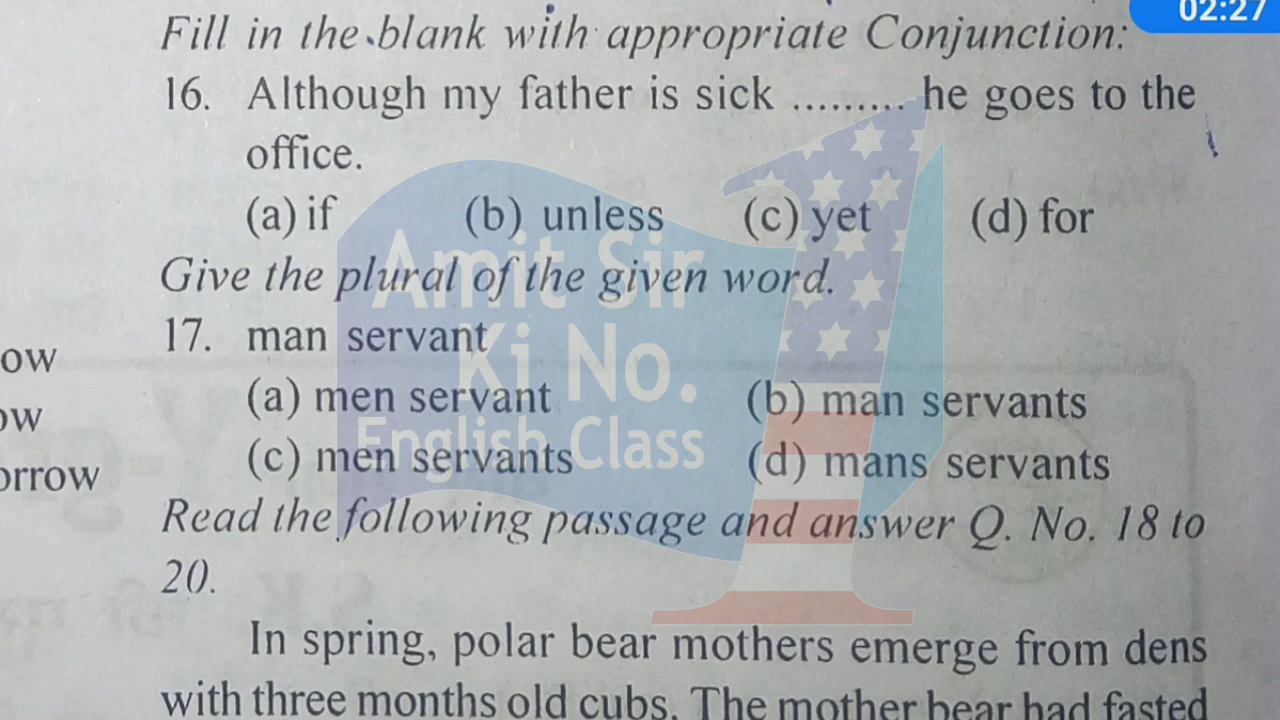 02:27
Fill in the blank with appropriate Conjunction:
16. Although my father is sick ......... he goes to the
office.
(a) if (b) unless (c) yet (d) for
Give the plural of the given word.
17. man servant
(a) men servant (b) man servants
(c) men servants (d) mans servants
Read the following passage and answer Q. No. 18 to
20.
In spring, polar bear mothers emerge from dens
with three months old cubs. The mother bear had fasted
ow
ow
orrow
Amit Sir
Ki No.
English Class